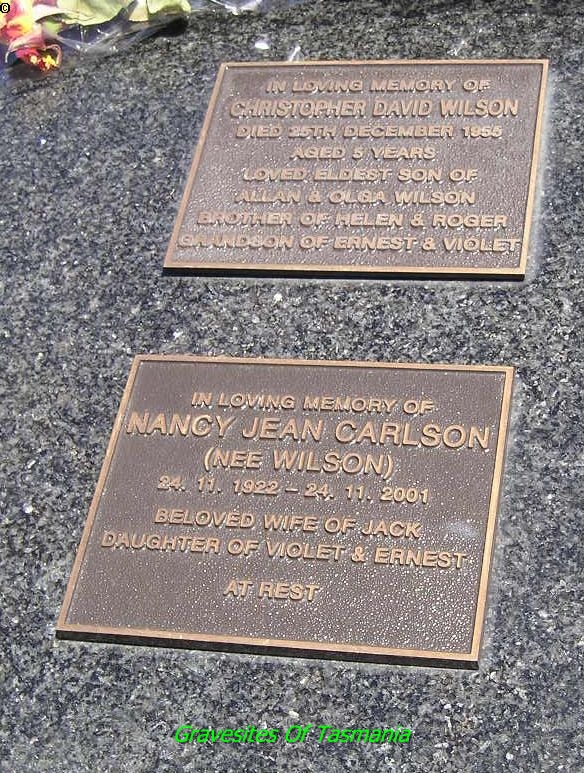 ©
IN LOVING MEMORY OF
CHRISTOPHER DAVID WILSON
DIED 25TH DECEMBER 1955
AGED 5 YEARS
LOVED ELDEST SON OF
ALLAN & OLGA WILSON
BROTHER OF HELEN & ROGER
GRANDSON OF ERNEST & VIOLET
IN LOVING MEMORY OF
NANCY JEAN CARLSON
(NEE WILSON)
24. 11. 1922 – 24. 11. 2001
BELOVED WIFE OF JACK
DAUGHTER OF VIOLET & ERNEST
AT REST
Gravesites Of Tasmania